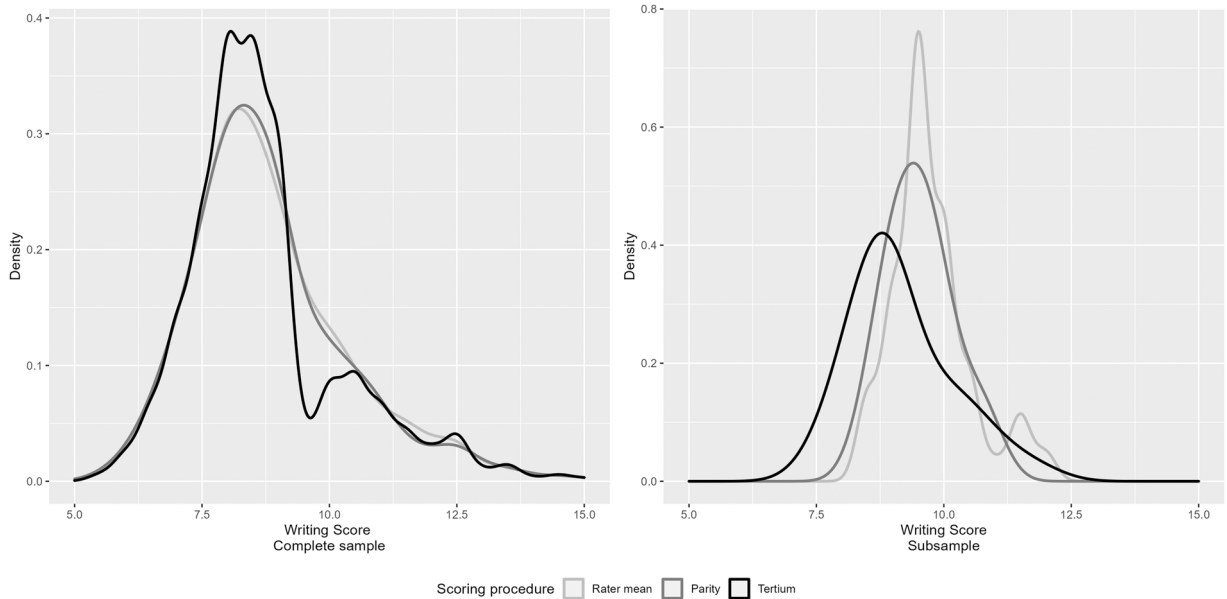 0.4
0.3
0.2
0.1
0.0
Density
5.0 7.5 10.0 12.5 15.0
Writing Score
Complete sample
0.8
0.6
0.4
0.2
0.0
Density
5.0 7.5 10.0 12.5 15.0
Writing Score
Subsample
Scoring procedure Rater mean Parity Tertium